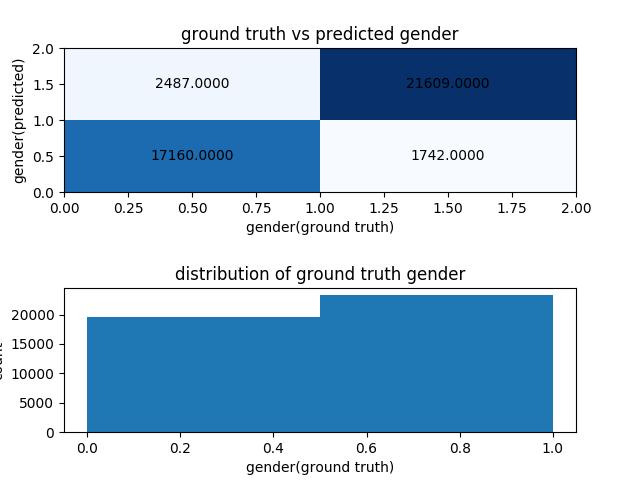 ground truth vs predicted gender
2.0
1.5
1.0
0.5
0.0
gender(predicted)
2487.0000
21609.0000
17160.0000
1742.0000
0.00 0.25 0.50 0.75 1.00 1.25 1.50 1.75 2.00
gender(ground truth)
distribution of ground truth gender
20000
15000
10000
5000
0
0.0 0.2 0.4 0.6 0.8 1.0
gender(ground truth)